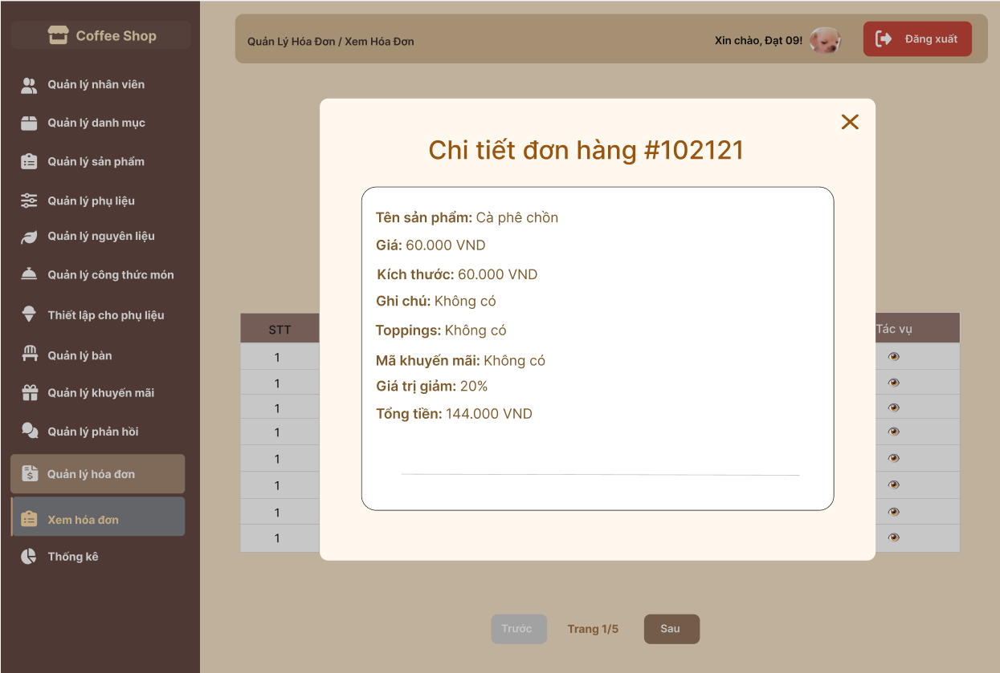 Coffee Shop
Quản lý nhân viên
Quản lý danh mục
Quản lý sản phẩm
Quản lý phụ liệu
Quản lý nguyên liệu
Quản lý công thức món
Thiết lập cho phụ liệu
Quản lý bàn
Quản lý khuyến mãi
Quản lý phản hồi
Quản lý hóa đơn
Xem hóa đơn
Thống kê
Quản Lý Hóa Đơn / Xem Hóa Đơn
Xin chào, Đạt 09!
Đăng xuất
Chi tiết đơn hàng #102121
Tên sản phẩm: Cà phê chồn
Giá: 60.000 VND
Kích thước: 60.000 VND
Ghi chú: Không có
Toppings: Không có
Mã khuyến mãi: Không có
Giá trị giảm: 20%
Tổng tiền: 144.000 VND
STT
Tác vụ
1
1
1
1
1
1
1
1
Trước
Trang 1/5
Sau